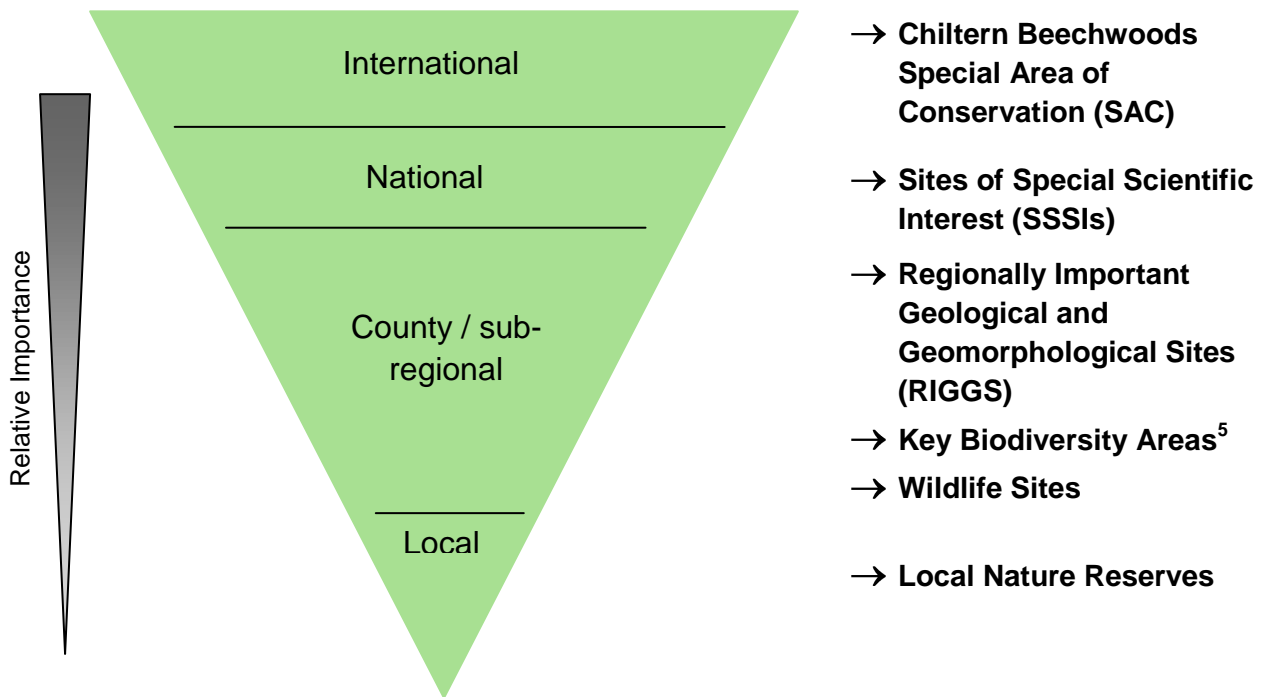 International
National
County / sub-
regional
Local
Relative Importance
→ Chiltern Beechwoods
Special Area of
Conservation (SAC)
→ Sites of Special Scientific
Interest (SSSIs)
→ Regionally Important
Geological and
Geomorphological Sites
(RIGGS)
→ Key Biodiversity Areas⁵
→ Wildlife Sites
→ Local Nature Reserves